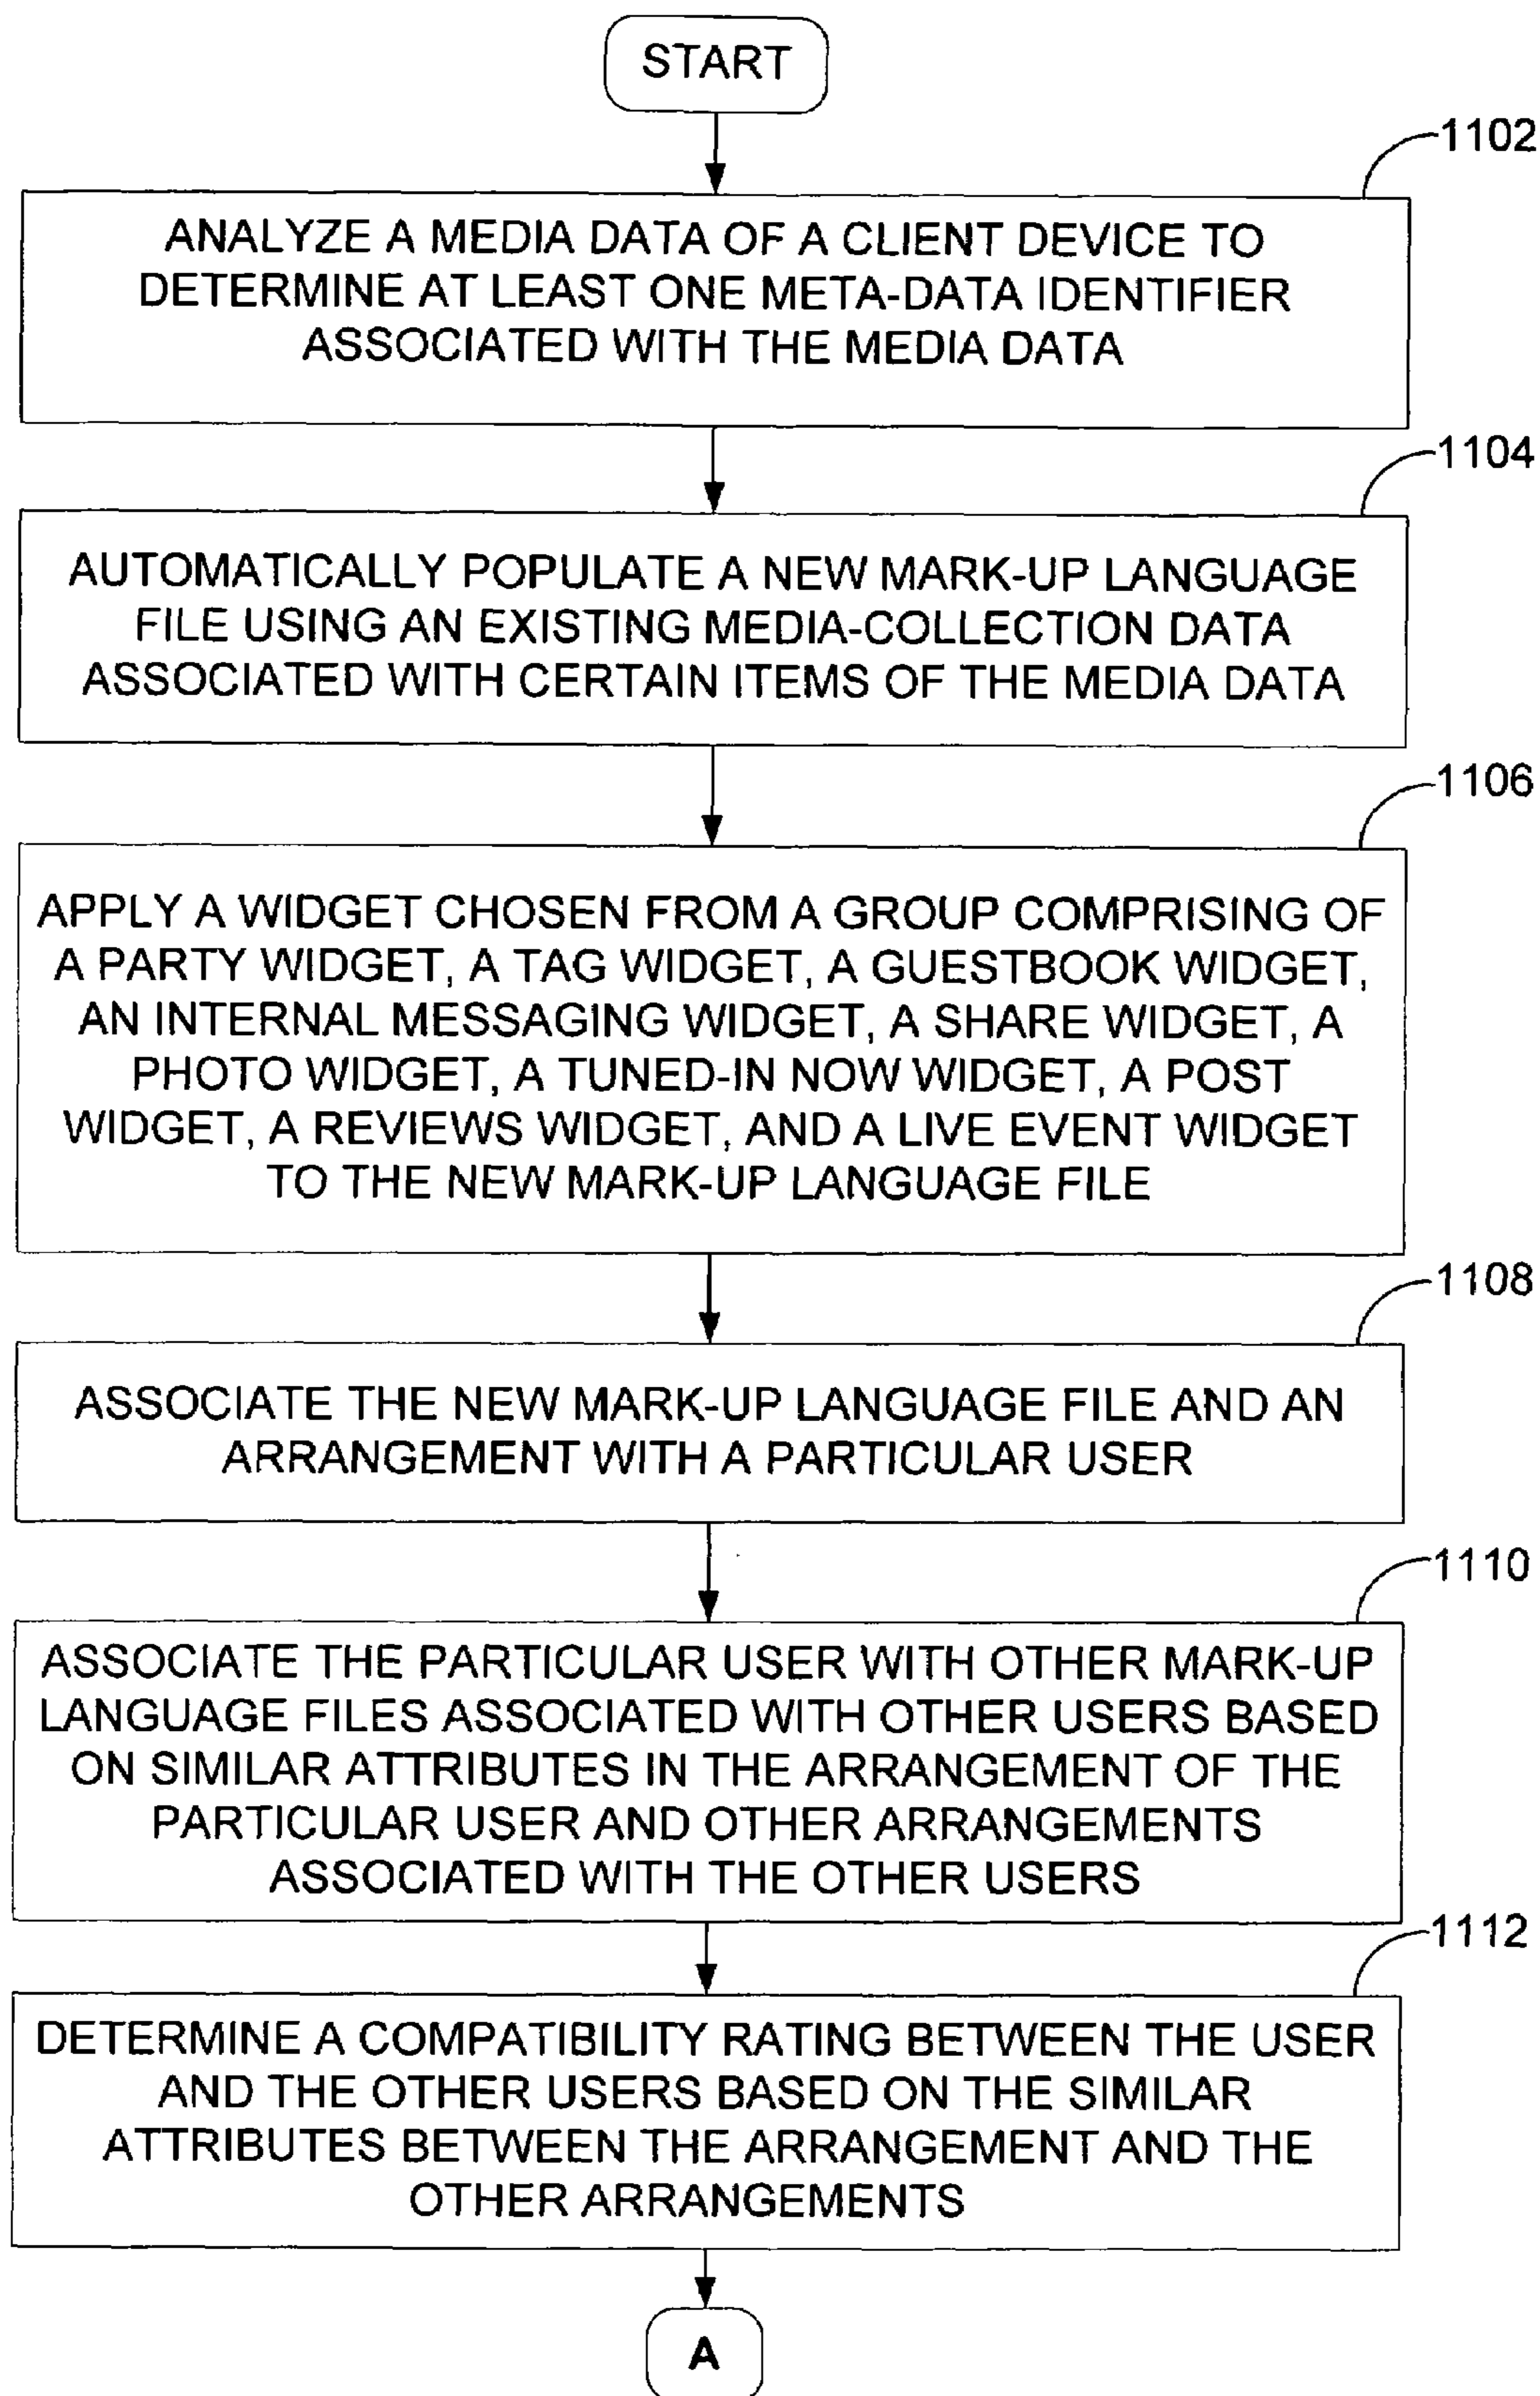 START
1102
ANALYZE A MEDIA DATA OF A CLIENT DEVICE TO
DETERMINE AT LEAST ONE META-DATA IDENTIFIER
ASSOCIATED WITH THE MEDIA DATA
1104
AUTOMATICALLY POPULATE A NEW MARK-UP LANGUAGE
FILE USING AN EXISTING MEDIA-COLLECTION DATA
ASSOCIATED WITH CERTAIN ITEMS OF THE MEDIA DATA
1106
APPLY A WIDGET CHOSEN FROM A GROUP COMPRISING OF
A PARTY WIDGET, A TAG WIDGET, A GUESTBOOK WIDGET,
AN INTERNAL MESSAGING WIDGET, A SHARE WIDGET, A
PHOTO WIDGET, A TUNED-IN NOW WIDGET, A POST
WIDGET, A REVIEWS WIDGET, AND A LIVE EVENT WIDGET
TO THE NEW MARK-UP LANGUAGE FILE
1108
ASSOCIATE THE NEW MARK-UP LANGUAGE FILE AND AN
ARRANGEMENT WITH A PARTICULAR USER
1110
ASSOCIATE THE PARTICULAR USER WITH OTHER MARK-UP
LANGUAGE FILES ASSOCIATED WITH OTHER USERS BASED
ON SIMILAR ATTRIBUTES IN THE ARRANGEMENT OF THE
PARTICULAR USER AND OTHER ARRANGEMENTS
ASSOCIATED WITH THE OTHER USERS
1112
DETERMINE A COMPATIBILITY RATING BETWEEN THE USER
AND THE OTHER USERS BASED ON THE SIMILAR
ATTRIBUTES BETWEEN THE ARRANGEMENT AND THE
OTHER ARRANGEMENTS
A